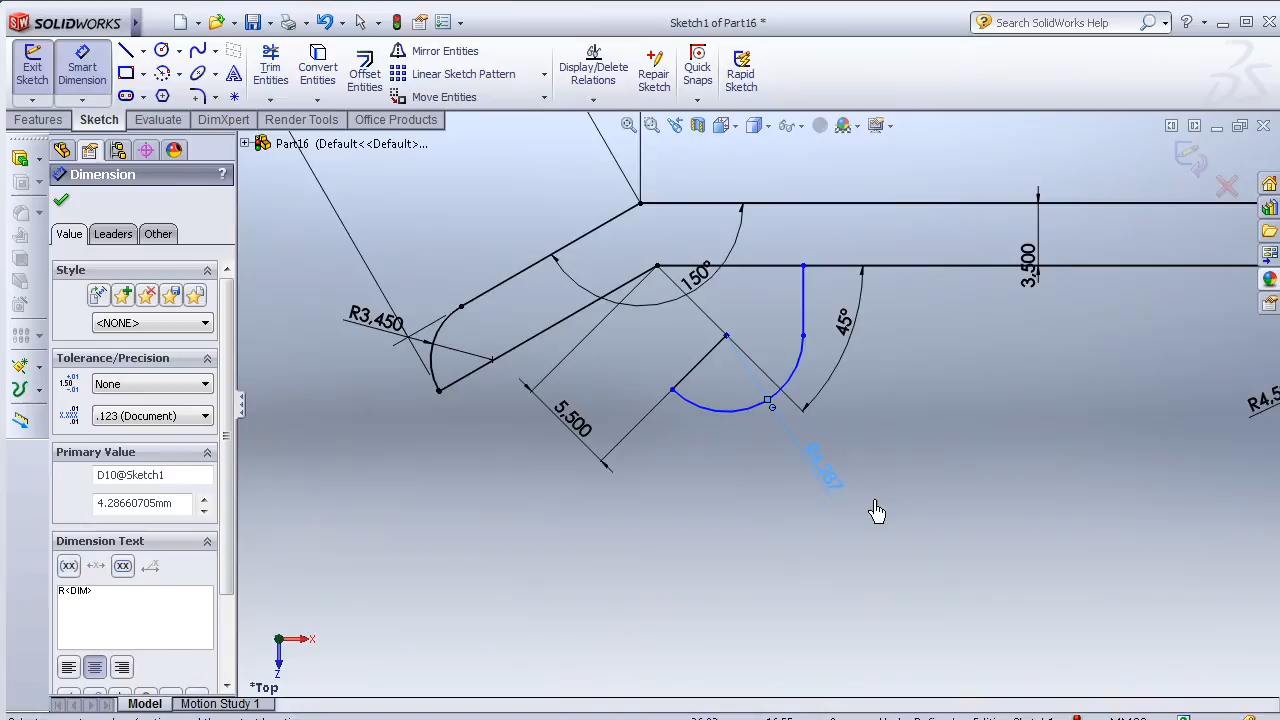 SOLIDWORKS
Sketch1 of Part16 *
Search SolidWorks Help
Exit Sketch
Smart Dimension
Trim Entities
Convert Entities
Offset Entities
Mirror Entities
Linear Sketch Pattern
Move Entities
Display/Delete Relations
Repair Sketch
Quick Snaps
Rapid Sketch
Features
Sketch
Evaluate
DimXpert
Render Tools
Office Products
Part16 (Default<<Default>...
Dimension
?
Value
Leaders
Other
Style
<NONE>
Tolerance/Precision
None
.123 (Document)
Primary Value
D10@Sketch1
4.28660705mm
Dimension Text
R<DIM>
150°
3,500
R3,450
45°
5,500
R4,287
X
Z
*Top
Model
Motion Study 1